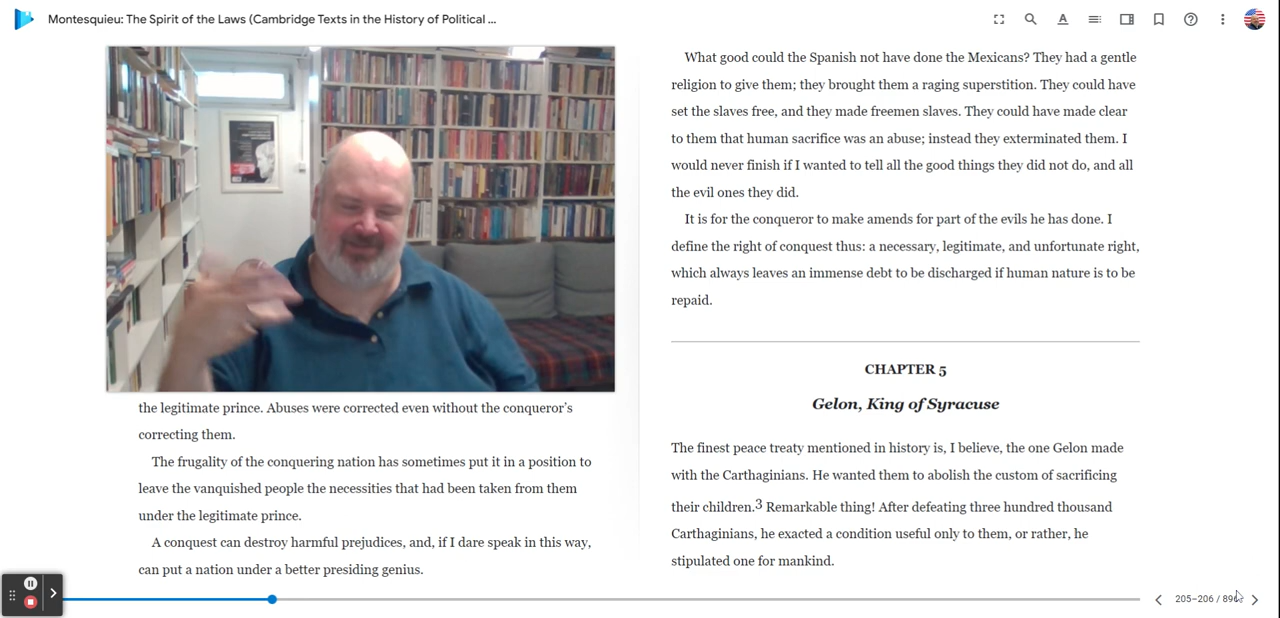 Montesquieu: The Spirit of the Laws (Cambridge Texts in the History of Political ...
the legitimate prince. Abuses were corrected even without the conqueror's
correcting them.
The frugality of the conquering nation has sometimes put it in a position to
leave the vanquished people the necessities that had been taken from them
under the legitimate prince.
A conquest can destroy harmful prejudices, and, if I dare speak in this way,
can put a nation under a better presiding genius.
What good could the Spanish not have done the Mexicans? They had a gentle
religion to give them; they brought them a raging superstition. They could have
set the slaves free, and they made freemen slaves. They could have made clear
to them that human sacrifice was an abuse; instead they exterminated them. I
would never finish if I wanted to tell all the good things they did not do, and all
the evil ones they did.
It is for the conqueror to make amends for part of the evils he has done. I
define the right of conquest thus: a necessary, legitimate, and unfortunate right,
which always leaves an immense debt to be discharged if human nature is to be
repaid.
CHAPTER 5
Gelon, King of Syracuse
The finest peace treaty mentioned in history is, I believe, the one Gelon made
with the Carthaginians. He wanted them to abolish the custom of sacrificing
their children.3 Remarkable thing! After defeating three hundred thousand
Carthaginians, he exacted a condition useful only to them, or rather, he
stipulated one for mankind.
205–206 /